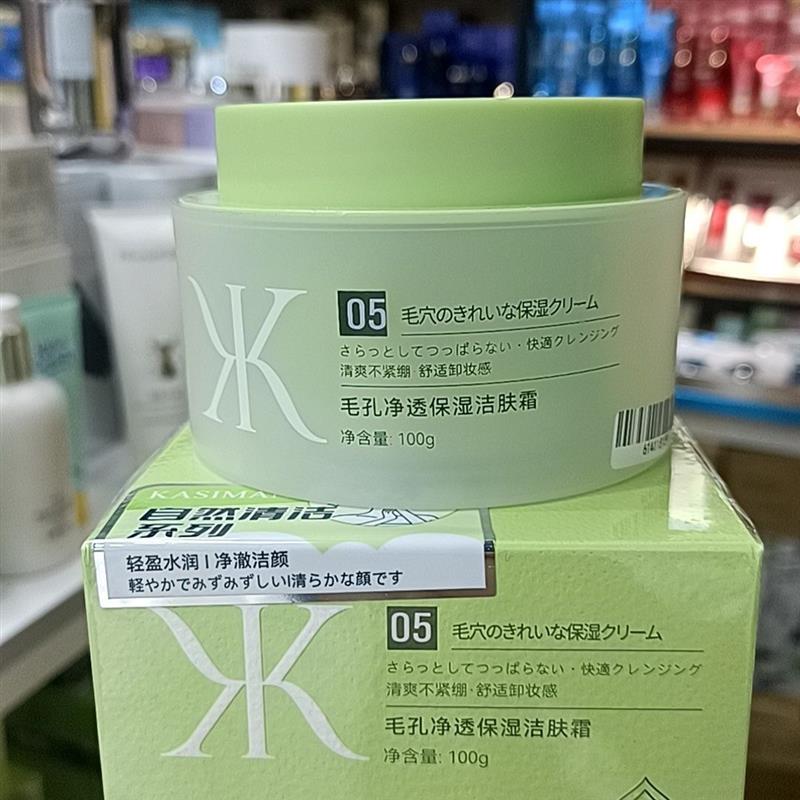 05
毛穴のきれいな保湿クリーム
さらっとしてつっぱらない・快適クレンジング
清爽不紧绷·舒适卸妆感
毛孔净透保湿洁肤霜
净含量: 100g
自然清洁
系列
轻盈水润 | 净澈洁颜
軽やかでみずみずしい|清らかな顔です
05
毛穴のきれいな保湿クリーム
さらっとしてつっぱらない・快適クレンジング
清爽不紧绷·舒适卸妆感
毛孔净透保湿洁肤霜
净含量: 100g